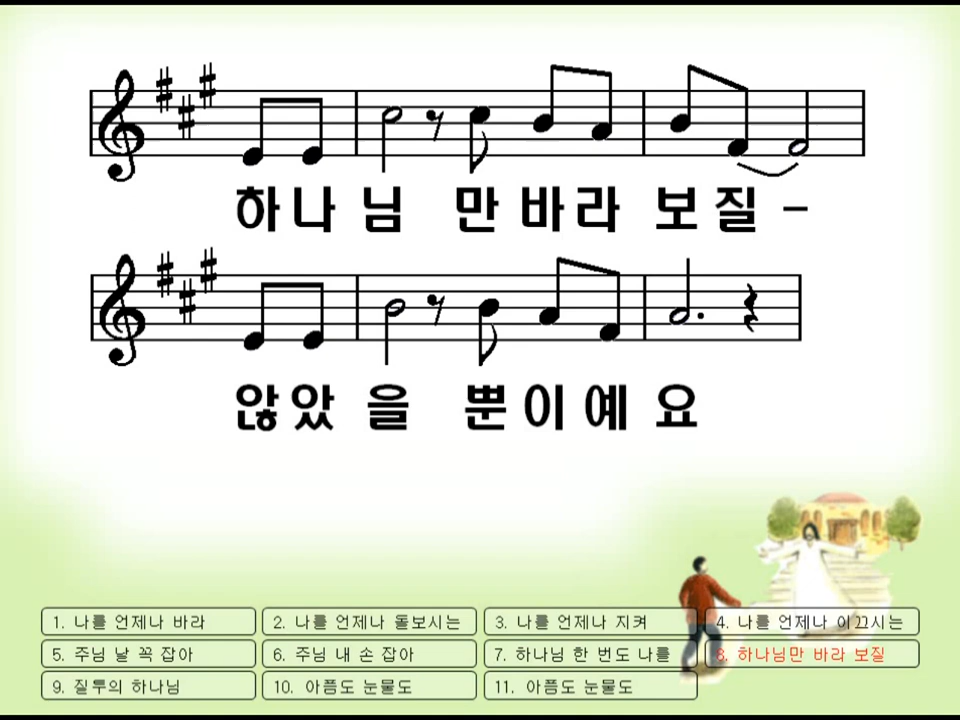 하나님 만바라 보질 -
않았을 뿐이예요
1. 나를 언제나 바라
2. 나를 언제나 돌보시는
3. 나를 언제나 지켜
4. 나를 언제나 이끄시는
5. 주님 날 꼭 잡아
6. 주님 내 손 잡아
7. 하나님 한 번도 나를
8. 하나님만 바라 보질
9. 질투의 하나님
10. 아픔도 눈물도
11. 아픔도 눈물도